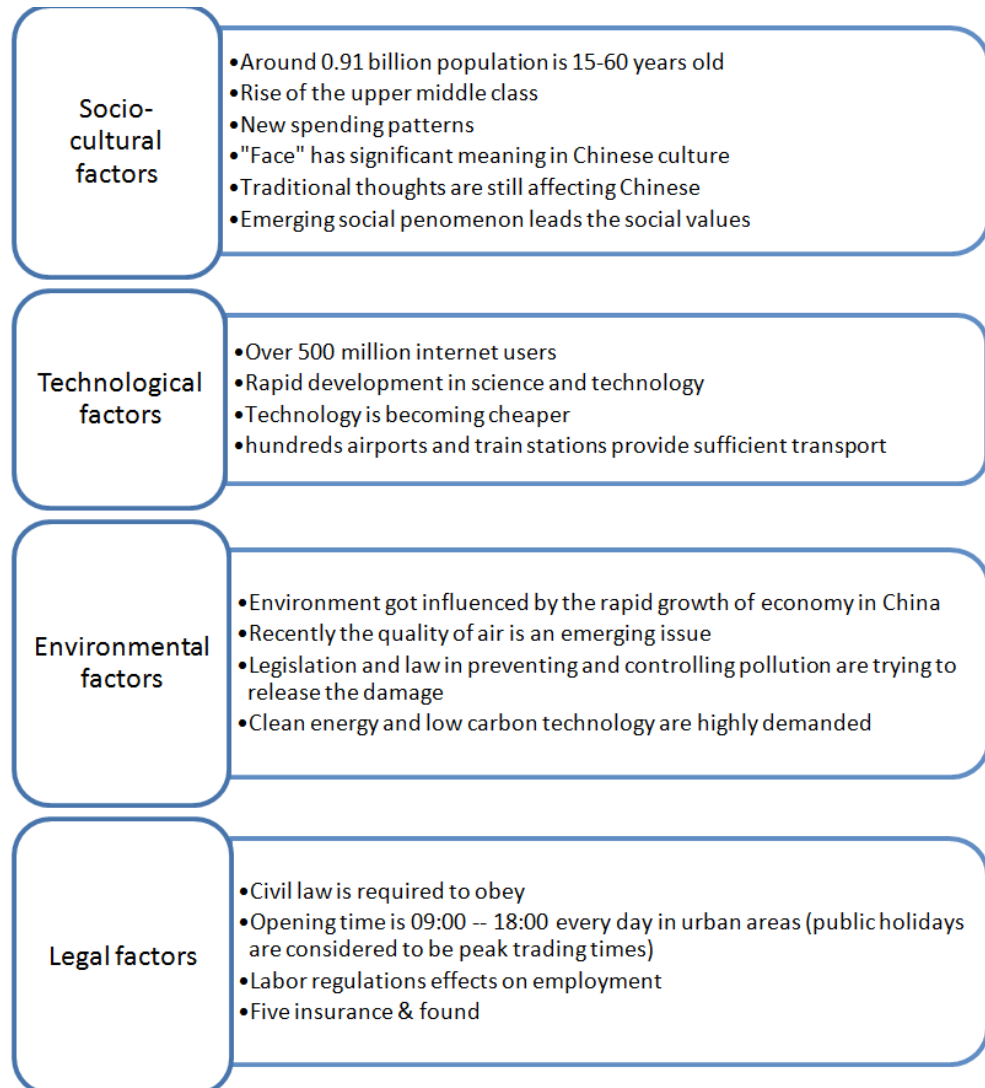 Socio-
cultural
factors
•Around 0.91 billion population is 15-60 years old
•Rise of the upper middle class
•New spending patterns
•"Face" has significant meaning in Chinese culture
•Traditional thoughts are still affecting Chinese
•Emerging social penomenon leads the social values
Technological
factors
•Over 500 million internet users
•Rapid development in science and technology
•Technology is becoming cheaper
•hundreds airports and train stations provide sufficient transport
Environmental
factors
•Environment got influenced by the rapid growth of economy in China
•Recently the quality of air is an emerging issue
•Legislation and law in preventing and controlling pollution are trying to
release the damage
•Clean energy and low carbon technology are highly demanded
Legal factors
•Civil law is required to obey
•Opening time is 09:00 -- 18:00 every day in urban areas (public holidays
are considered to be peak trading times)
•Labor regulations effects on employment
•Five insurance & found